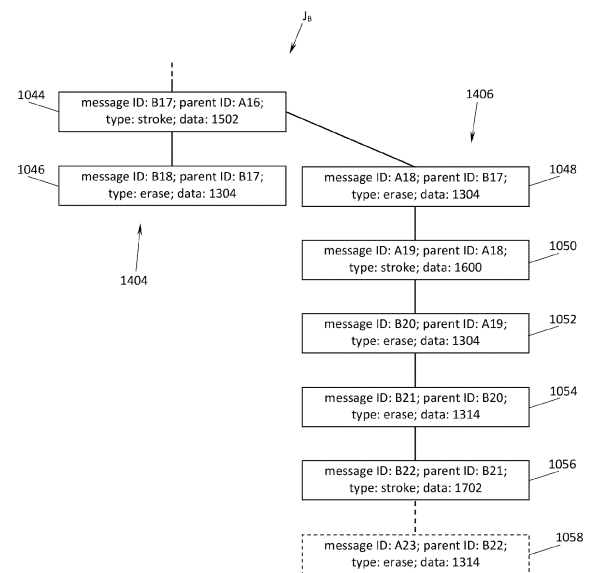 J_B
1044
message ID: B17; parent ID: A16;
type: stroke; data: 1502
1406
1046
message ID: B18; parent ID: B17;
type: erase; data: 1304
message ID: A18; parent ID: B17;
type: erase; data: 1304
1048
1404
message ID: A19; parent ID: A18;
type: stroke; data: 1600
1050
message ID: B20; parent ID: A19;
type: erase; data: 1304
1052
message ID: B21; parent ID: B20;
type: erase; data: 1314
1054
message ID: B22; parent ID: B21;
type: stroke; data: 1702
1056
message ID: A23; parent ID: B22;
type: erase; data: 1314
1058